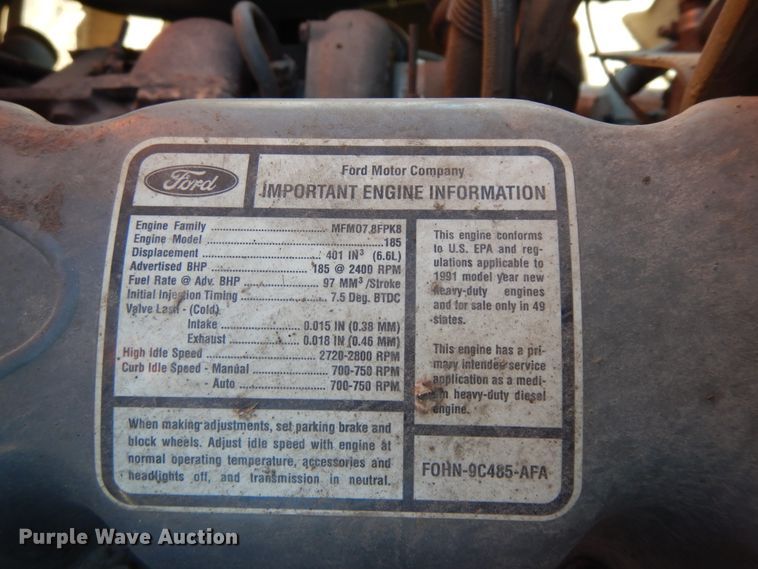 Ford
Ford Motor Company
IMPORTANT ENGINE INFORMATION
Engine Family ........ MFM07.8FPK8
Engine Model ........ 185
Displacement ........ 401 IN³ (6.6L)
Advertised BHP ........ 185 @ 2400 RPM
Fuel Rate @ Adv. BHP ........ 97 MM³/Stroke
Initial Injection Timing ........ 7.5 Deg. BTDC
Valve Lash - (Cold)
Intake ........ 0.015 IN (0.38 MM)
Exhaust ........ 0.018 IN (0.46 MM)
High Idle Speed ........ 2720-2800 RPM
Curb Idle Speed - Manual ........ 700-750 RPM
- Auto ........ 700-750 RPM
This engine conforms
to U.S. EPA and reg-
ulations applicable to
1991 model year new
heavy-duty engines
and for sale only in 49
states.
This engine has a pri-
mary intended service
application as a medi-
um heavy-duty diesel
engine.
When making adjustments, set parking brake and
block wheels. Adjust idle speed with engine at
normal operating temperature, accessories and
headlights off, and transmission in neutral.
FOHN-9C485-AFA
Purple Wave Auction